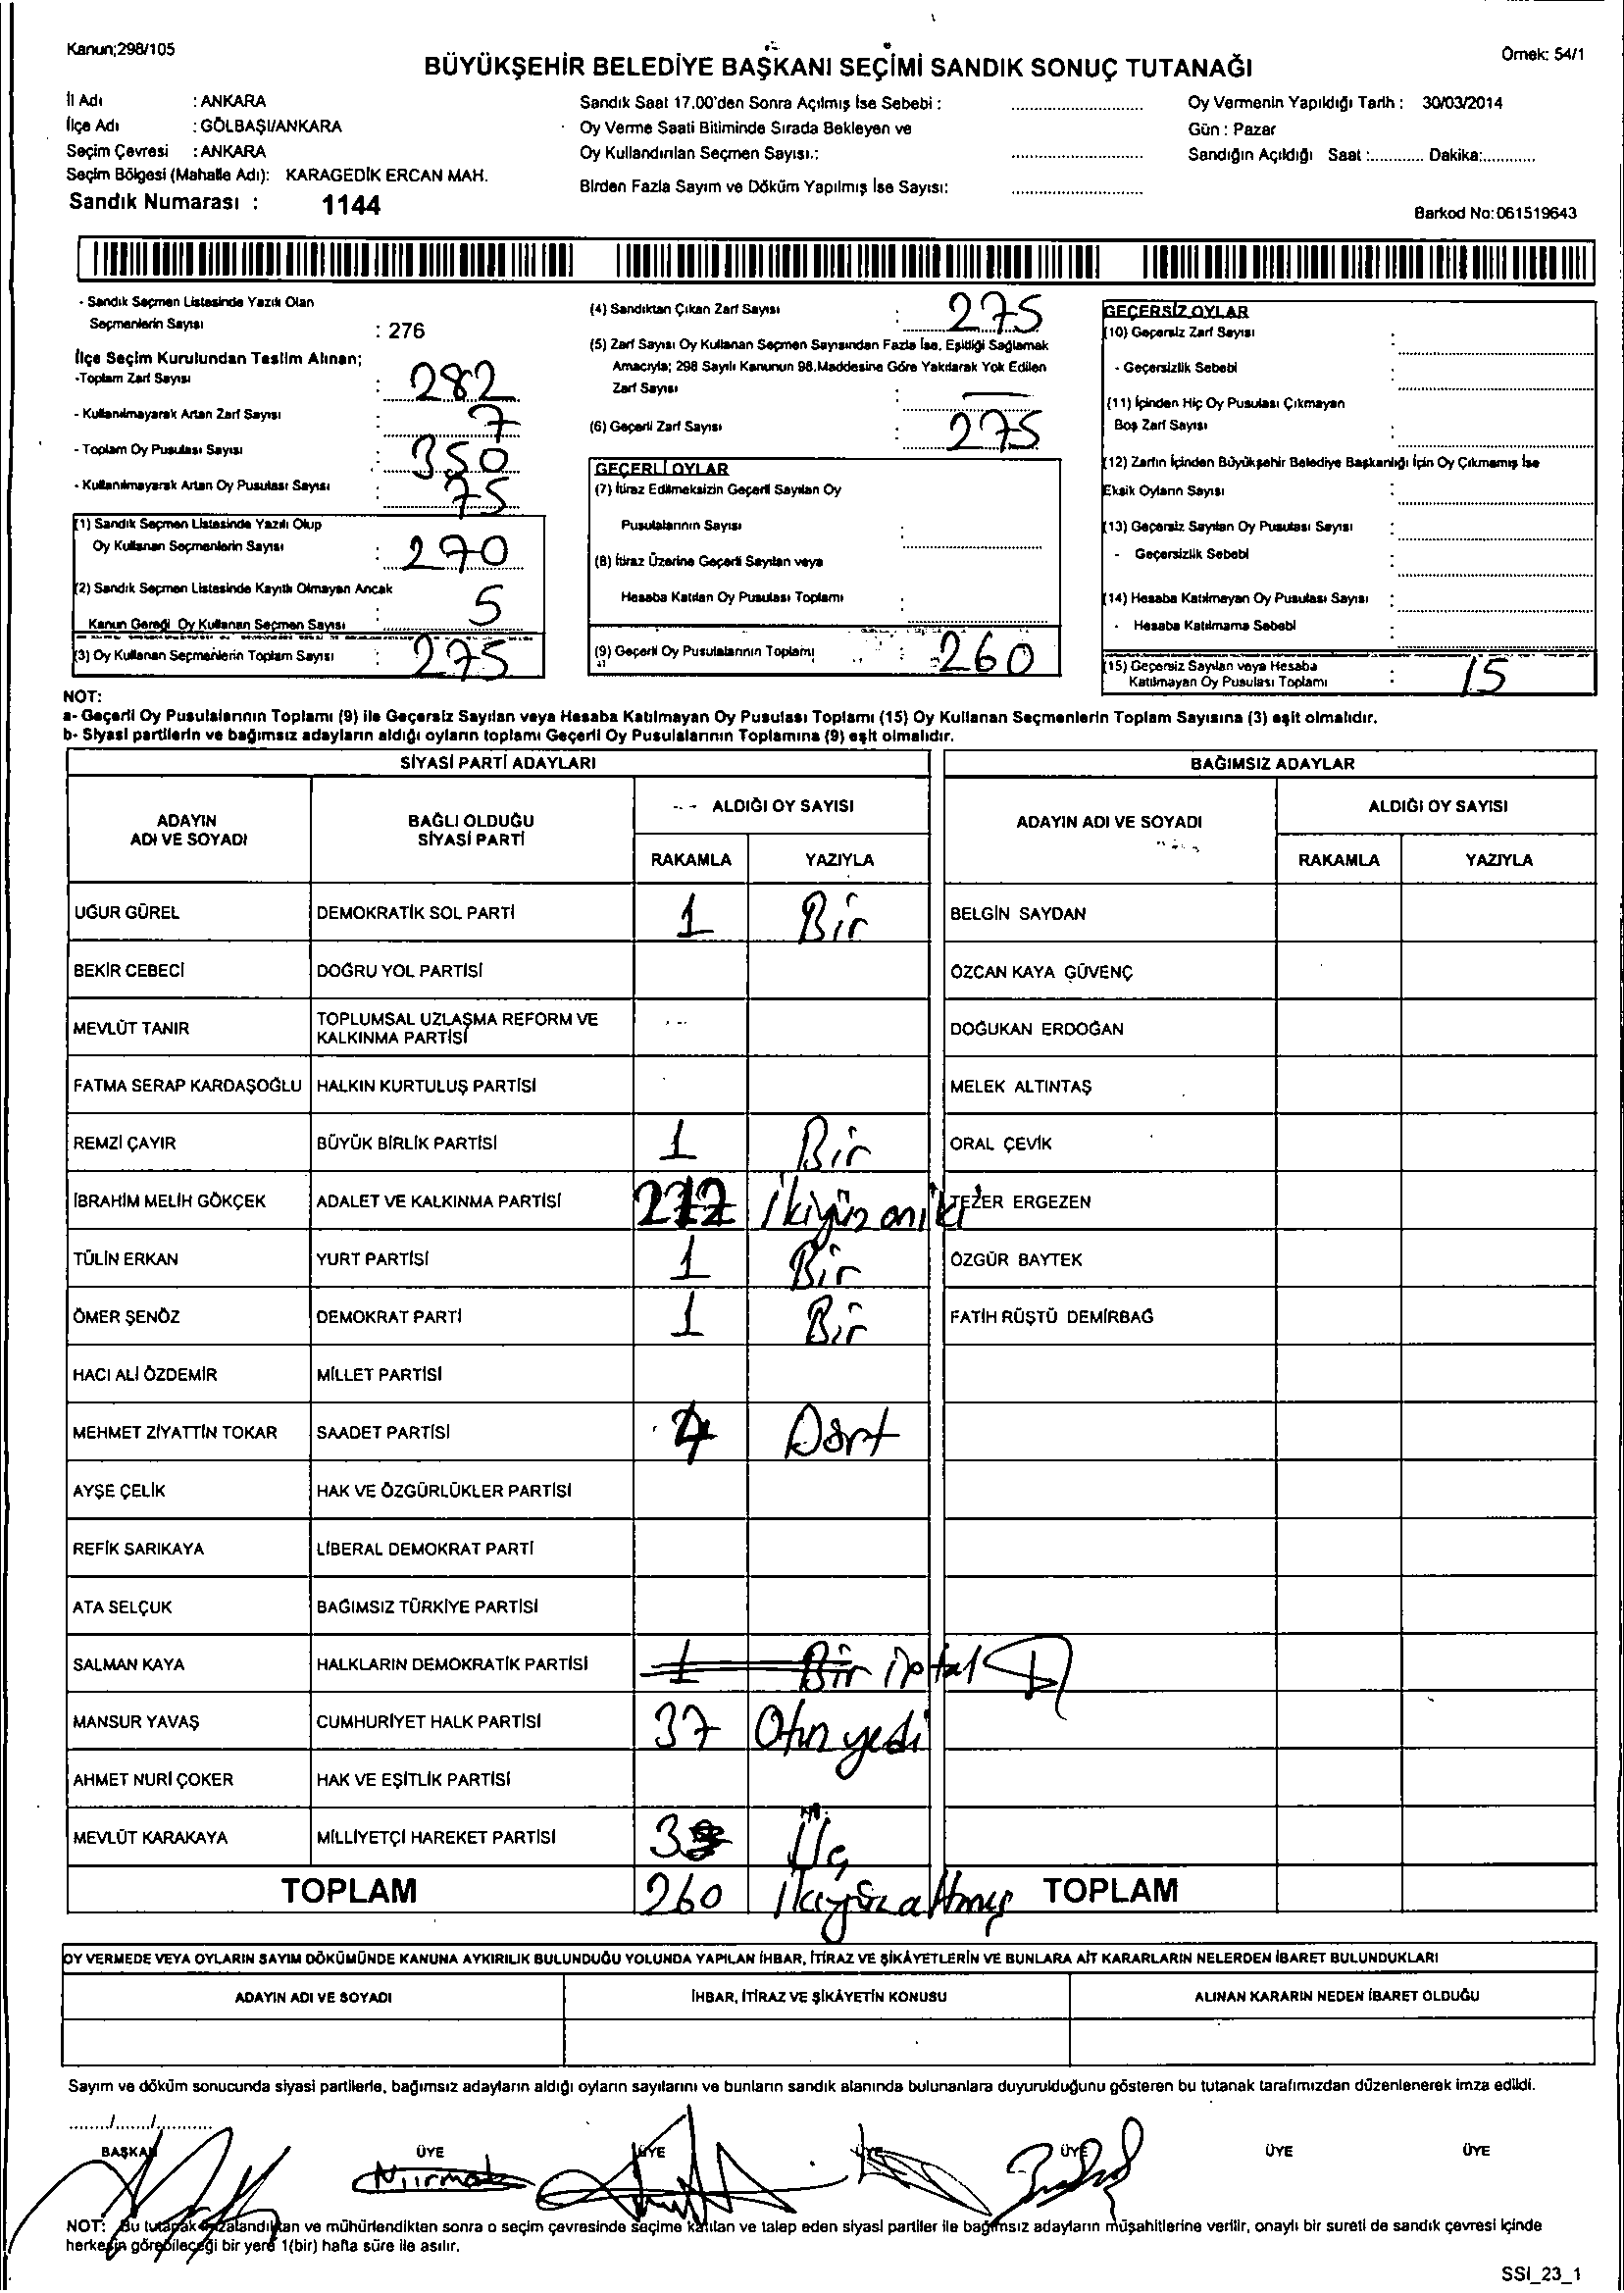 Kanun;298/105
Örnek: 54/1
BÜYÜKŞEHİR BELEDİYE BAŞKANI SEÇİMİ SANDIK SONUÇ TUTANAĞI
İl Adı : ANKARA
İlçe Adı : GÖLBAŞI/ANKARA
Seçim Çevresi : ANKARA
Seçim Bölgesi (Mahalle Adı): KARAGEDİK ERCAN MAH.
Sandık Numarası : 1144
Sandık Saat 17.00'den Sonra Açılmış İse Sebebi :
Oy Verme Saati Bitiminde Sırada Bekleyen ve
Oy Kullandırılan Seçmen Sayısı.:
Birden Fazla Sayım ve Döküm Yapılmış İse Sayısı:
Oy Vermenin Yapıldığı Tarih : 30/03/2014
Gün : Pazar
Sandığın Açıldığı Saat :............ Dakika:............
Barkod No:061519643
- Sandık Seçmen Listesinde Yazılı Olan
Seçmenlerin Sayısı : 276
İlçe Seçim Kurulundan Teslim Alınan;
-Toplam Zarf Sayısı : 282
- Kullanılmayarak Artan Zarf Sayısı : 7
- Toplam Oy Pusulası Sayısı : 350
- Kullanılmayarak Artan Oy Pusulası Sayısı : 75
(1) Sandık Seçmen Listesinde Yazılı Olup
Oy Kullanan Seçmenlerin Sayısı : 270
(2) Sandık Seçmen Listesinde Kayıtlı Olmayan Ancak
Kanun Gereği Oy Kullanan Seçmen Sayısı : 5
(3) Oy Kullanan Seçmenlerin Toplam Sayısı : 275
(4) Sandıktan Çıkan Zarf Sayısı : 275
(5) Zarf Sayısı Oy Kullanan Seçmen Sayısından Fazla İse, Eşitliği Sağlamak
Amacıyla; 298 Sayılı Kanunun 98.Maddesine Göre Yakılarak Yok Edilen
Zarf Sayısı : —
(6) Geçerli Zarf Sayısı : 275
GEÇERLİ OYLAR
(7) İtiraz Edilmeksizin Geçerli Sayılan Oy
Pusulalarının Sayısı :
(8) İtiraz Üzerine Geçerli Sayılan veya
Hesaba Katılan Oy Pusulası Toplamı :
(9) Geçerli Oy Pusulalarının Toplamı : 260
GEÇERSİZ OYLAR
(10) Geçersiz Zarf Sayısı :
- Geçersizlik Sebebi :
(11) İçinden Hiç Oy Pusulası Çıkmayan
Boş Zarf Sayısı :
(12) Zarfın İçinden Büyükşehir Belediye Başkanlığı İçin Oy Çıkmamış İse
Eksik Oyların Sayısı :
(13) Geçersiz Sayılan Oy Pusulası Sayısı :
- Geçersizlik Sebebi :
(14) Hesaba Katılmayan Oy Pusulası Sayısı :
- Hesaba Katılmama Sebebi :
(15) Geçersiz Sayılan veya Hesaba
Katılmayan Oy Pusulası Toplamı : 15
NOT:
a- Geçerli Oy Pusulalarının Toplamı (9) ile Geçersiz Sayılan veya Hesaba Katılmayan Oy Pusulası Toplamı (15) Oy Kullanan Seçmenlerin Toplam Sayısına (3) eşit olmalıdır.
b- Siyasi partilerin ve bağımsız adayların aldığı oyların toplamı Geçerli Oy Pusulalarının Toplamına (9) eşit olmalıdır.
SİYASİ PARTİ ADAYLARI
BAĞIMSIZ ADAYLAR
ADAYIN ADI VE SOYADI
BAĞLI OLDUĞU SİYASİ PARTİ
ALDIĞI OY SAYISI
RAKAMLA YAZIYLA
ADAYIN ADI VE SOYADI
ALDIĞI OY SAYISI
RAKAMLA YAZIYLA
UĞUR GÜREL DEMOKRATİK SOL PARTİ 1 Bir BELGİN SAYDAN
BEKİR CEBECİ DOĞRU YOL PARTİSİ ÖZCAN KAYA GÜVENÇ
MEVLÜT TANIR TOPLUMSAL UZLAŞMA REFORM VE KALKINMA PARTİSİ DOĞUKAN ERDOĞAN
FATMA SERAP KARDAŞOĞLU HALKIN KURTULUŞ PARTİSİ MELEK ALTINTAŞ
REMZİ ÇAYIR BÜYÜK BİRLİK PARTİSİ 1 Bir ORAL ÇEVİK
İBRAHİM MELİH GÖKÇEK ADALET VE KALKINMA PARTİSİ 212 ikiyüz oniki TEZER ERGEZEN
TÜLİN ERKAN YURT PARTİSİ 1 Bir ÖZGÜR BAYTEK
ÖMER ŞENÖZ DEMOKRAT PARTİ 1 Bir FATİH RÜŞTÜ DEMİRBAĞ
HACI ALİ ÖZDEMİR MİLLET PARTİSİ
MEHMET ZİYATTİN TOKAR SAADET PARTİSİ 4 Dört
AYŞE ÇELİK HAK VE ÖZGÜRLÜKLER PARTİSİ
REFİK SARIKAYA LİBERAL DEMOKRAT PARTİ
ATA SELÇUK BAĞIMSIZ TÜRKİYE PARTİSİ
SALMAN KAYA HALKLARIN DEMOKRATİK PARTİSİ 1 Bir iptal
MANSUR YAVAŞ CUMHURİYET HALK PARTİSİ 37 Otuz yedi
AHMET NURİ ÇOKER HAK VE EŞİTLİK PARTİSİ
MEVLÜT KARAKAYA MİLLİYETÇİ HAREKET PARTİSİ 3 Üç
TOPLAM 260 İkiyüzaltmış TOPLAM
OY VERMEDE VEYA OYLARIN SAYIM DÖKÜMÜNDE KANUNA AYKIRILIK BULUNDUĞU YOLUNDA YAPILAN İHBAR, İTİRAZ VE ŞİKÂYETLERİN VE BUNLARA AİT KARARLARIN NELERDEN İBARET BULUNDUKLARI
ADAYIN ADI VE SOYADI İHBAR, İTİRAZ VE ŞİKÂYETİN KONUSU ALINAN KARARIN NEDEN İBARET OLDUĞU
Sayım ve döküm sonucunda siyasi partilerle, bağımsız adayların aldığı oyların sayılarını ve bunların sandık alanında bulunanlara duyurulduğunu gösteren bu tutanak tarafımızdan düzenlenerek imza edildi.
......../......../............
BAŞKAN ÜYE ÜYE ÜYE ÜYE ÜYE ÜYE
NOT: Bu tutanak imzalandıktan ve mühürlendikten sonra o seçim çevresinde seçime katılan ve talep eden siyasi partiler ile bağımsız adayların müşahitlerine verilir, onaylı bir sureti de sandık çevresi içinde
herkesin görebileceği bir yere 1(bir) hafta süre ile asılır.
SSI_23_1